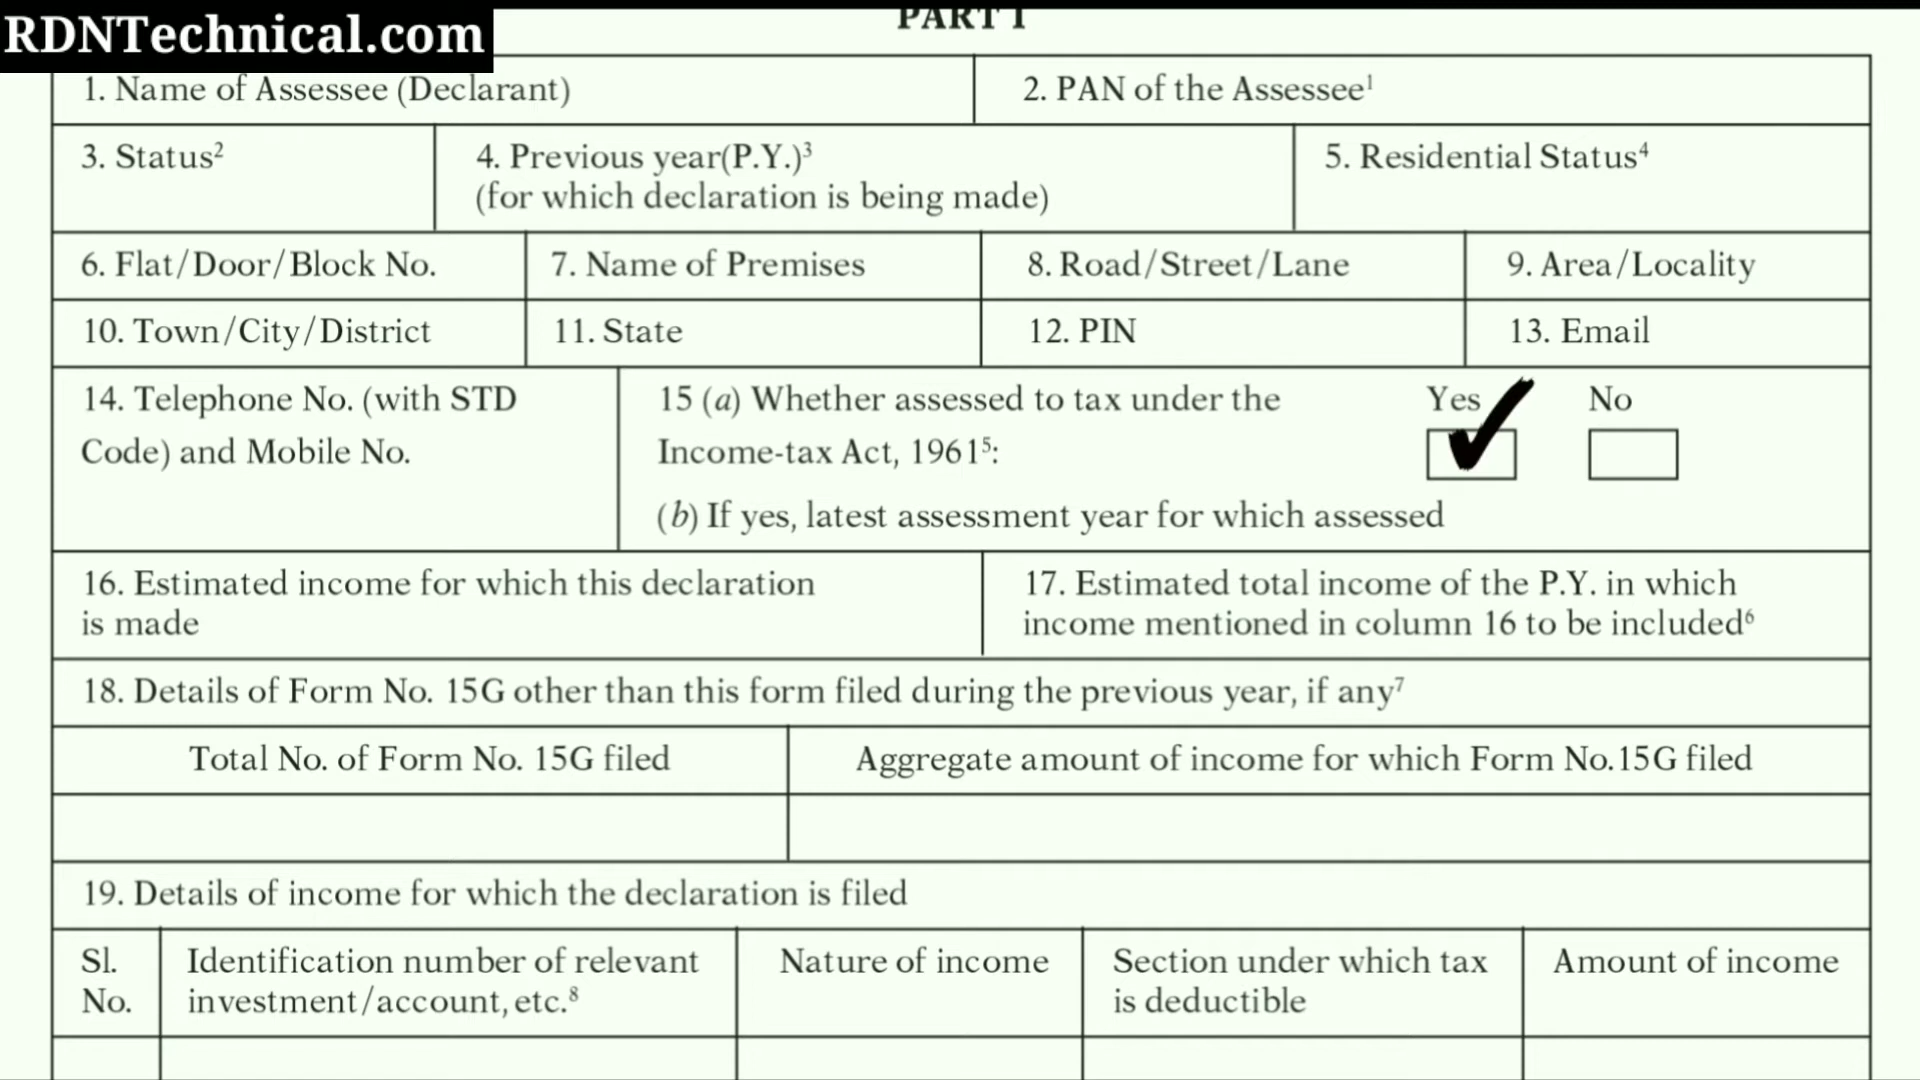 RDNTechnical.com
PART I
1. Name of Assessee (Declarant)
2. PAN of the Assessee¹
3. Status²
4. Previous year(P.Y.)³
(for which declaration is being made)
5. Residential Status⁴
6. Flat/Door/Block No.
7. Name of Premises
8. Road/Street/Lane
9. Area/Locality
10. Town/City/District
11. State
12. PIN
13. Email
14. Telephone No. (with STD
Code) and Mobile No.
15 (a) Whether assessed to tax under the
Income-tax Act, 1961⁵:
Yes
No
(b) If yes, latest assessment year for which assessed
16. Estimated income for which this declaration
is made
17. Estimated total income of the P.Y. in which
income mentioned in column 16 to be included⁶
18. Details of Form No. 15G other than this form filed during the previous year, if any⁷
Total No. of Form No. 15G filed
Aggregate amount of income for which Form No.15G filed
19. Details of income for which the declaration is filed
Sl.
No.
Identification number of relevant
investment/account, etc.⁸
Nature of income
Section under which tax
is deductible
Amount of income